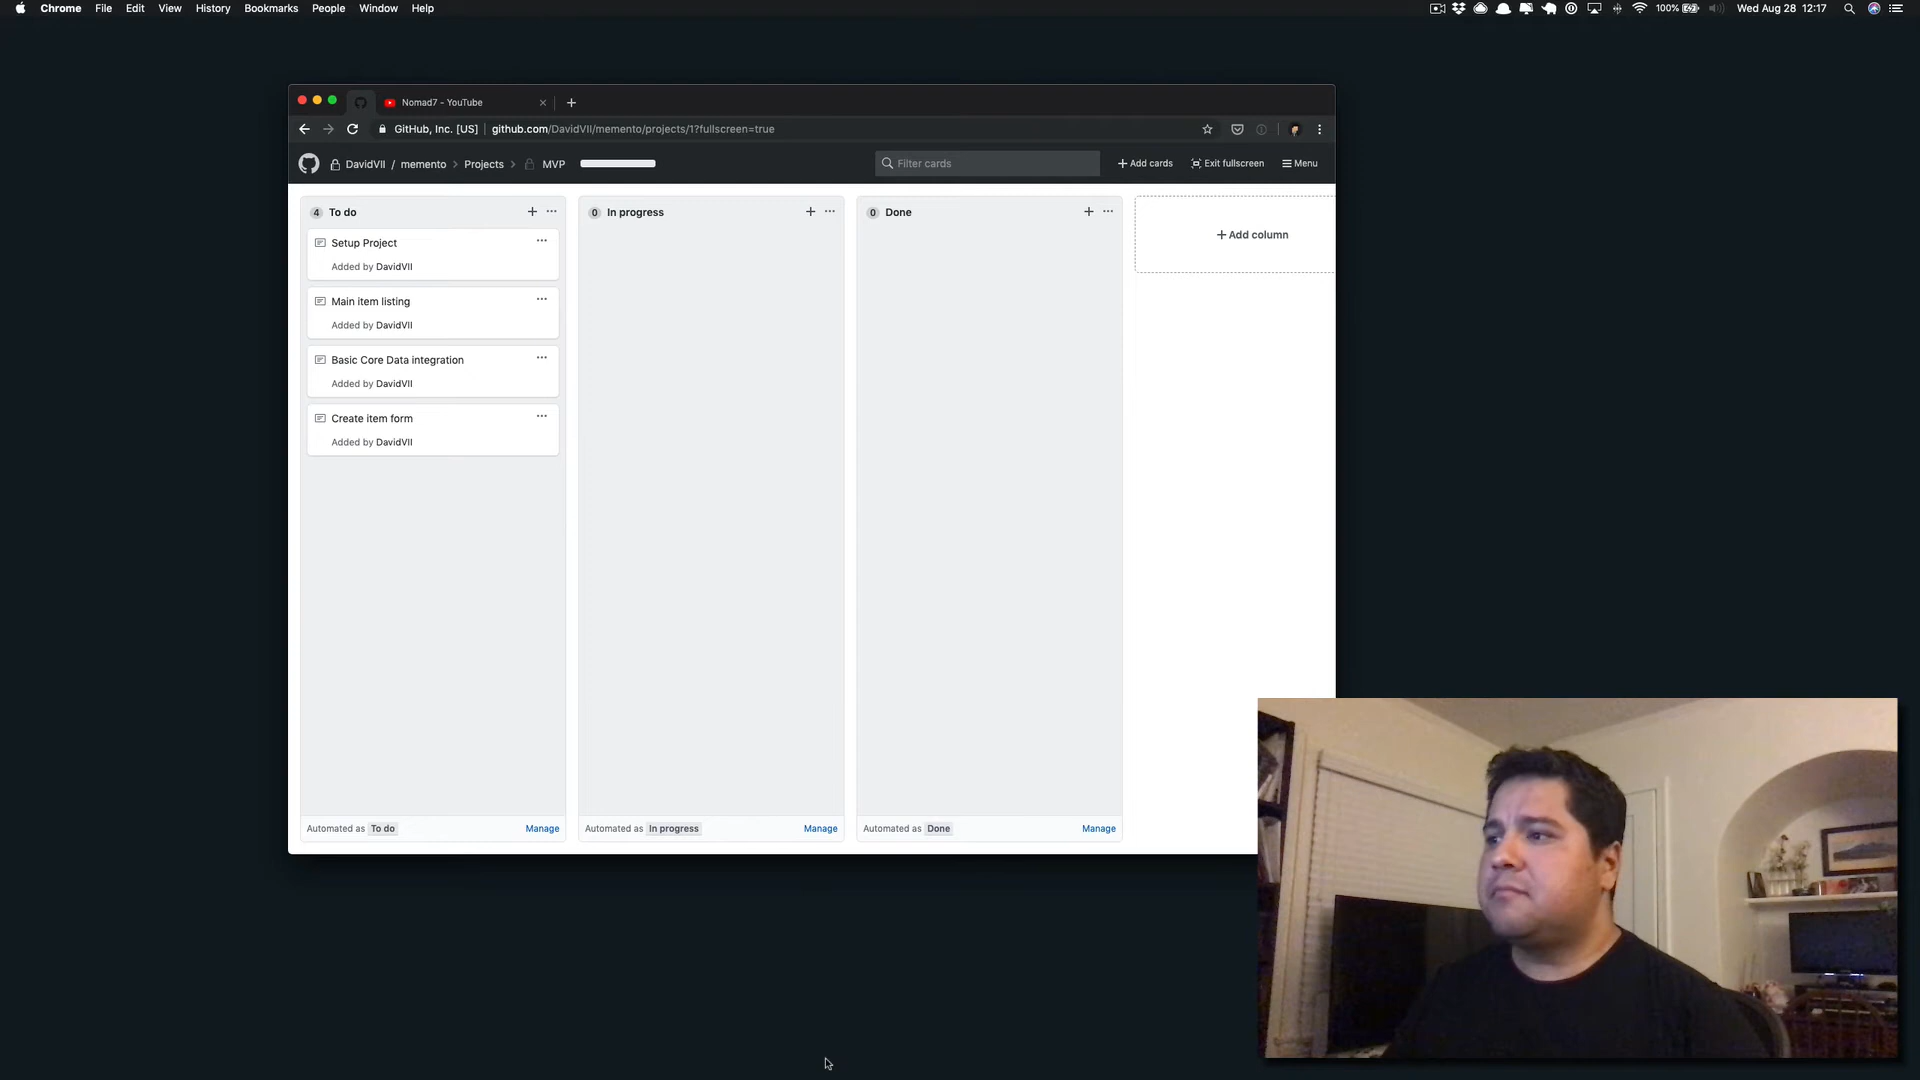 Chrome File Edit View History Bookmarks People Window Help 100% Wed Aug 28 12:17
Nomad7 - YouTube
GitHub, Inc. [US] github.com/DavidVII/memento/projects/1?fullscreen=true
DavidVII / memento Projects MVP Filter cards Add cards Exit fullscreen Menu
4 To do
Setup Project
Added by DavidVII
Main item listing
Added by DavidVII
Basic Core Data integration
Added by DavidVII
Create item form
Added by DavidVII
Automated as To do Manage
0 In progress
Automated as In progress Manage
0 Done
Automated as Done Manage
Add column